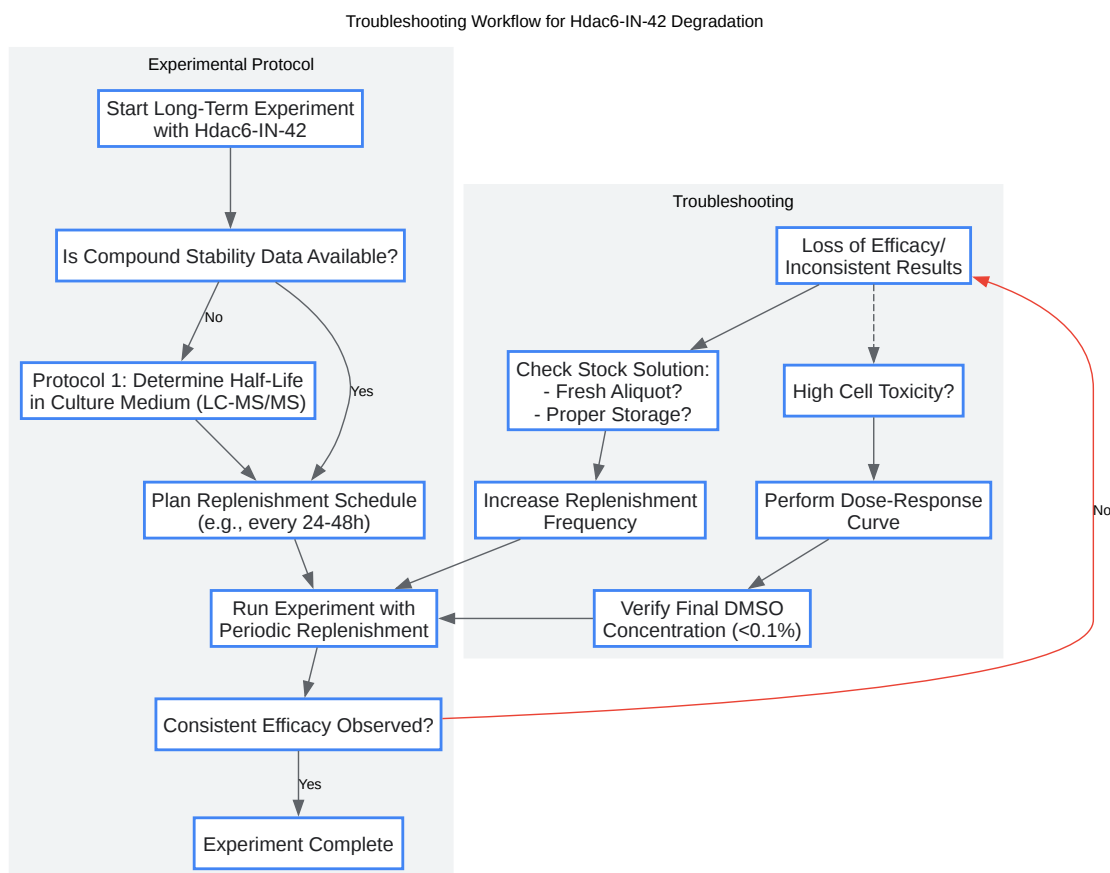 Troubleshooting Workflow for Hdac6-IN-42 Degradation
Experimental Protocol
Start Long-Term Experiment
with Hdac6-IN-42
Is Compound Stability Data Available?
No
Yes
Protocol 1: Determine Half-Life
in Culture Medium (LC-MS/MS)
Plan Replenishment Schedule
(e.g., every 24-48h)
Run Experiment with
Periodic Replenishment
Consistent Efficacy Observed?
Yes
Experiment Complete
Troubleshooting
Loss of Efficacy/
Inconsistent Results
Check Stock Solution:
- Fresh Aliquot?
- Proper Storage?
High Cell Toxicity?
Increase Replenishment
Frequency
Perform Dose-Response
Curve
Verify Final DMSO
Concentration (<0.1%)
No